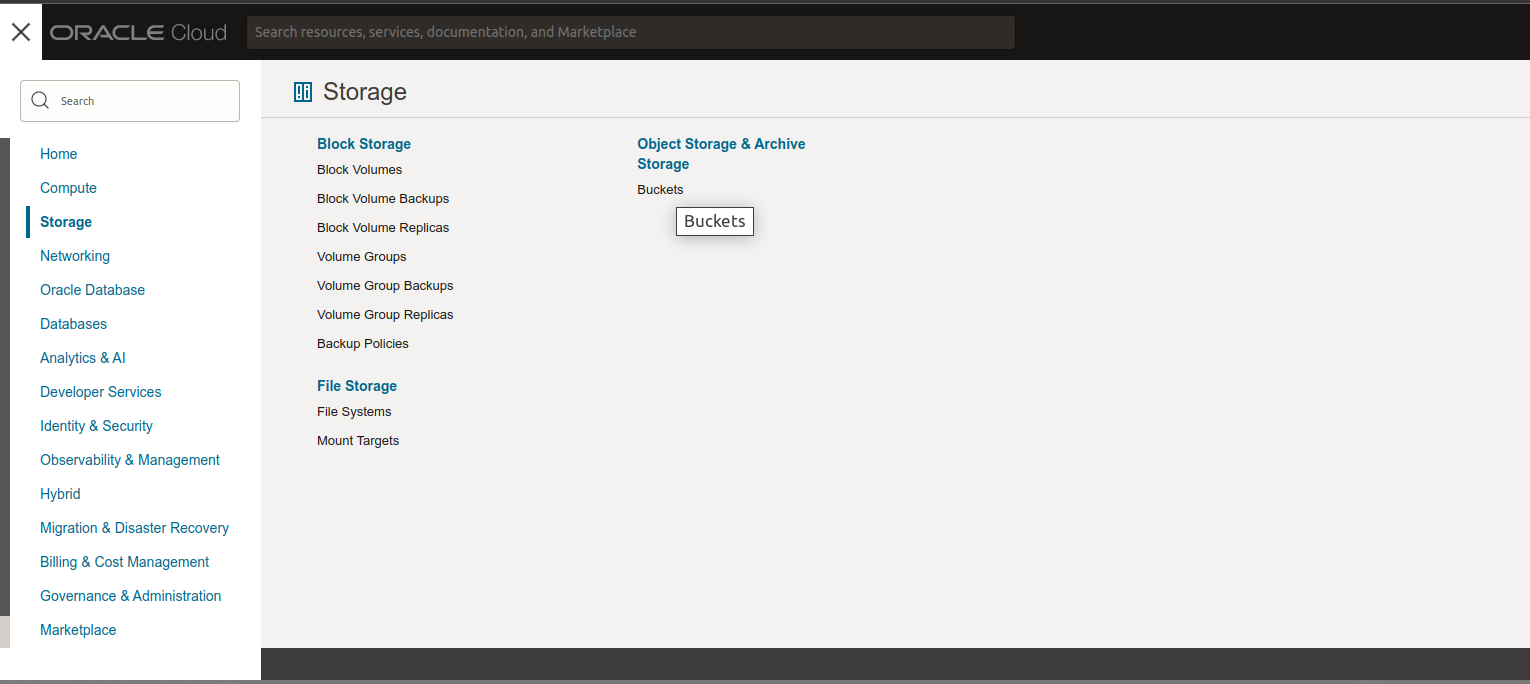 ORACLE Cloud
Search resources, services, documentation, and Marketplace
Search
Home
Compute
Storage
Networking
Oracle Database
Databases
Analytics & AI
Developer Services
Identity & Security
Observability & Management
Hybrid
Migration & Disaster Recovery
Billing & Cost Management
Governance & Administration
Marketplace
Storage
Block Storage
Block Volumes
Block Volume Backups
Block Volume Replicas
Volume Groups
Volume Group Backups
Volume Group Replicas
Backup Policies
File Storage
File Systems
Mount Targets
Object Storage & Archive
Storage
Buckets
Buckets